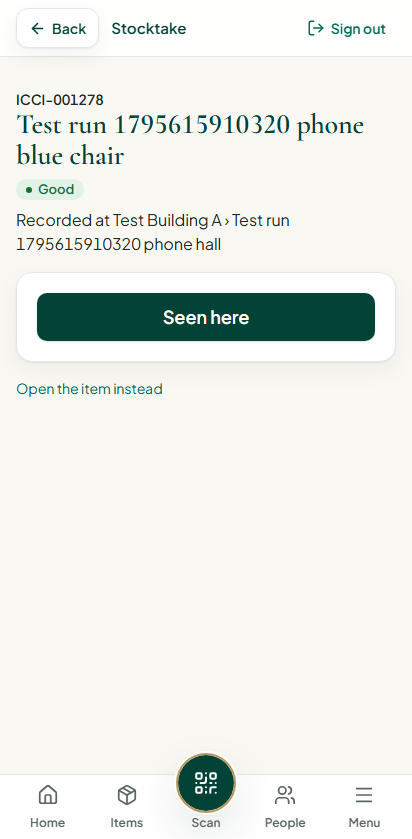 Back
Stocktake
Sign out
ICCI-001278
Test run 1795615910320 phone
blue chair
Good
Recorded at Test Building A › Test run
1795615910320 phone hall
Seen here
Open the item instead
Home
Items
Scan
People
Menu